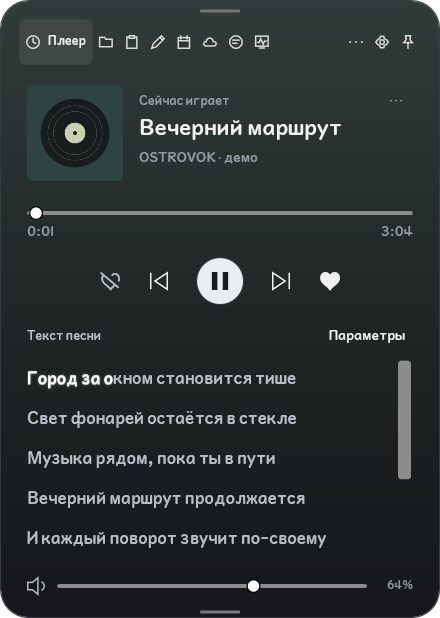 Плеер
Сейчас играет
Вечерний маршрут
OSTROVOK · демо
0:01
3:04
Текст песни
Параметры
Город за окном становится тише
Свет фонарей остаётся в стекле
Музыка рядом, пока ты в пути
Вечерний маршрут продолжается
И каждый поворот звучит по-своему
64%